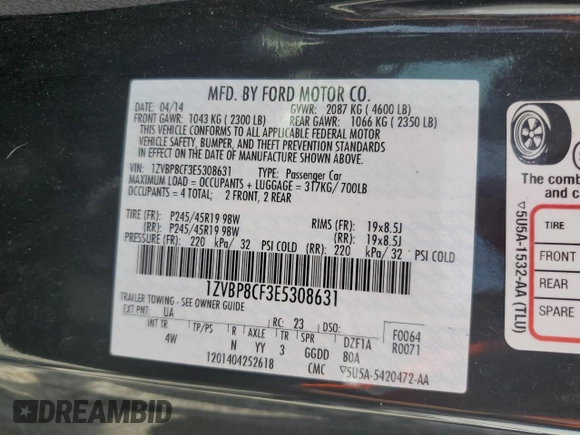 MFD. BY FORD MOTOR CO.
04/14 GVWR: 2087 KG ( 4600 LB)
FRONT GAWR: 1043 KG ( 2300 LB) REAR GAWR: 1066 KG ( 2350 LB)
THIS VEHICLE CONFORMS TO ALL APPLICABLE FEDERAL MOTOR
VEHICLE SAFETY, BUMPER, AND THEFT PREVENTION STANDARDS
IN EFFECT ON THE DATE OF MANUFACTURE SHOWN ABOVE.
VIN: 1ZVBP8CF3E5308631 TYPE: Passenger Car
MAXIMUM LOAD = OCCUPANTS + LUGGAGE = 317KG/ 700LB
OCCUPANTS = 4 TOTAL; 2 FRONT, 2 REAR
TIRE (FR): P245/45R19 98W RIMS (FR): 19x8.5J
(RR): P245/45R19 98W (RR): 19x8.5J
PRESSURE (FR): 220 kPa/ 32 PSI COLD (RR): 220 kPa/ 32 PSI COLD
1ZVBP8CF3E5308631
TRAILER TOWING - SEE OWNER GUIDE
EXT PNT: UA RC: 23 DSO: F0064
INT TR TP/PS R AXLE TR SPR DZF1A R0071
4W N YY 3 GGDD 80A
1201404252618 CMC ▽5U5A-5420472-AA
The comb
and c
TIRE
FRONT
REAR
SPARE
▽5U5A-1532-AA (TLU)
DREAMBID